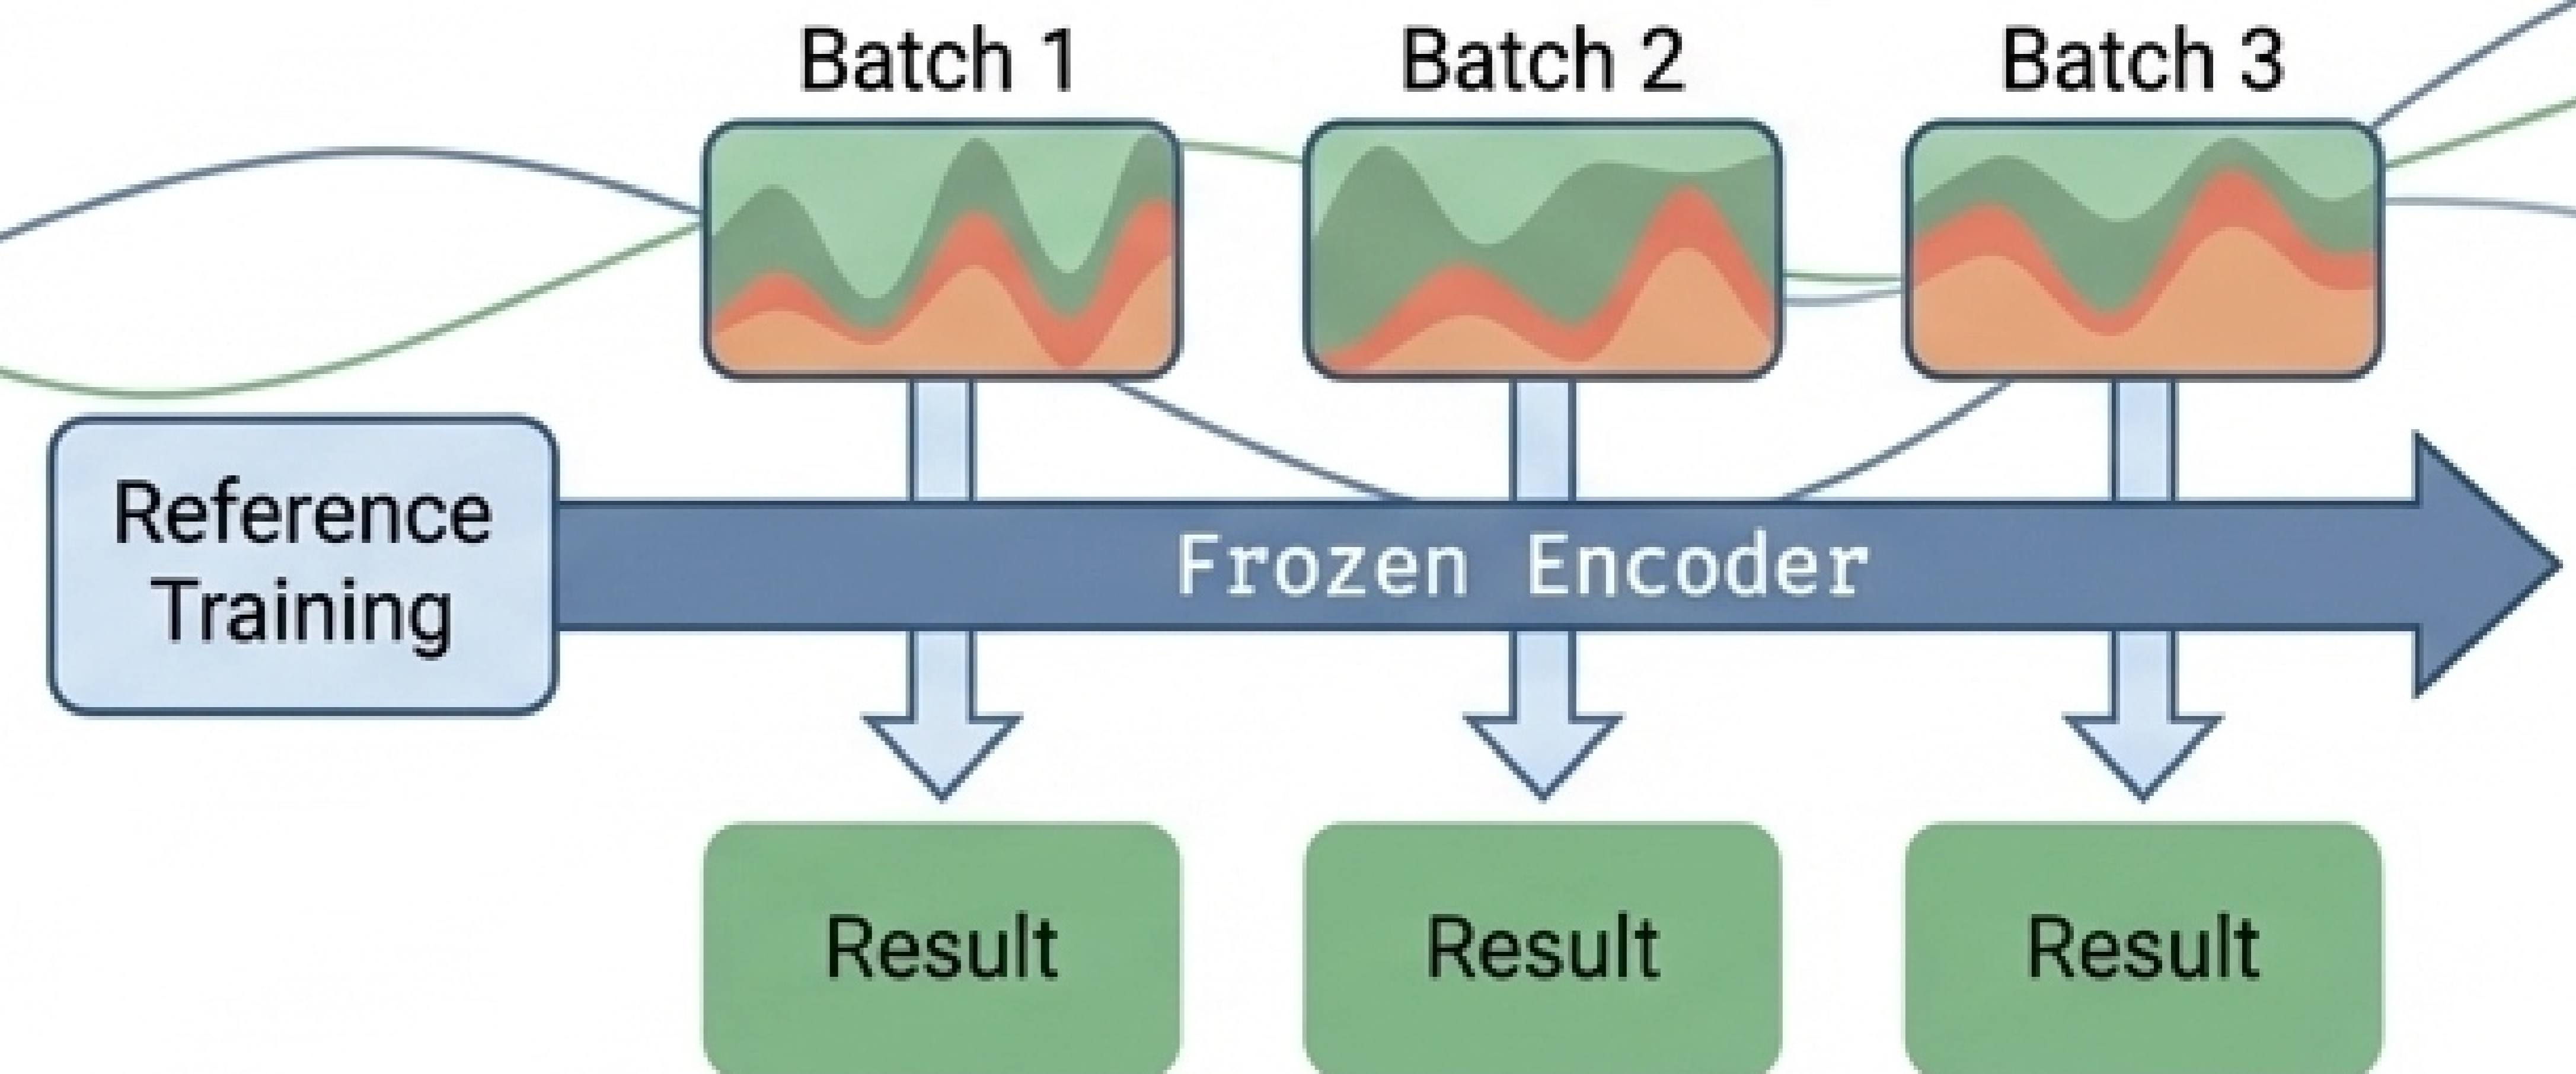 Batch 1
Batch 2
Batch 3
Reference
Training
Frozen Encoder
Result
Result
Result